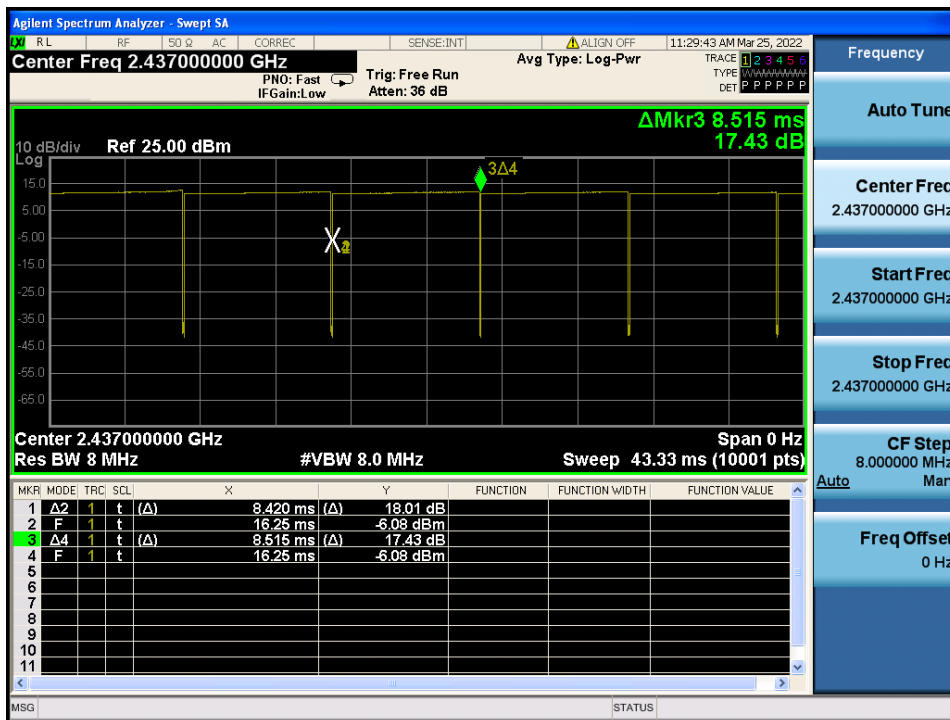 Agilent Spectrum Analyzer - Swept SA
LXI RL RF 50 Ω AC CORREC SENSE:INT ALIGN OFF 11:29:43 AM Mar 25, 2022
Center Freq 2.437000000 GHz
PNO: Fast
IFGain:Low
Trig: Free Run
Atten: 36 dB
Avg Type: Log-Pwr
TRACE 1 2 3 4 5 6
TYPE
DET P P P P P P
ΔMkr3 8.515 ms
17.43 dB
10 dB/div Ref 25.00 dBm
Log
15.0
5.00
-5.00
-15.0
-25.0
-35.0
-45.0
-55.0
-65.0
3Δ4
Center 2.437000000 GHz Span 0 Hz
Res BW 8 MHz #VBW 8.0 MHz Sweep 43.33 ms (10001 pts)
MKR MODE TRC SCL X Y FUNCTION FUNCTION WIDTH FUNCTION VALUE
1 Δ2 1 t (Δ) 8.420 ms (Δ) 18.01 dB
2 F 1 t 16.25 ms -6.08 dBm
3 Δ4 1 t (Δ) 8.515 ms (Δ) 17.43 dB
4 F 1 t 16.25 ms -6.08 dBm
5
6
7
8
9
10
11
MSG STATUS
Frequency
Auto Tune
Center Freq
2.437000000 GHz
Start Freq
2.437000000 GHz
Stop Freq
2.437000000 GHz
CF Step
8.000000 MHz
Auto Man
Freq Offset
0 Hz